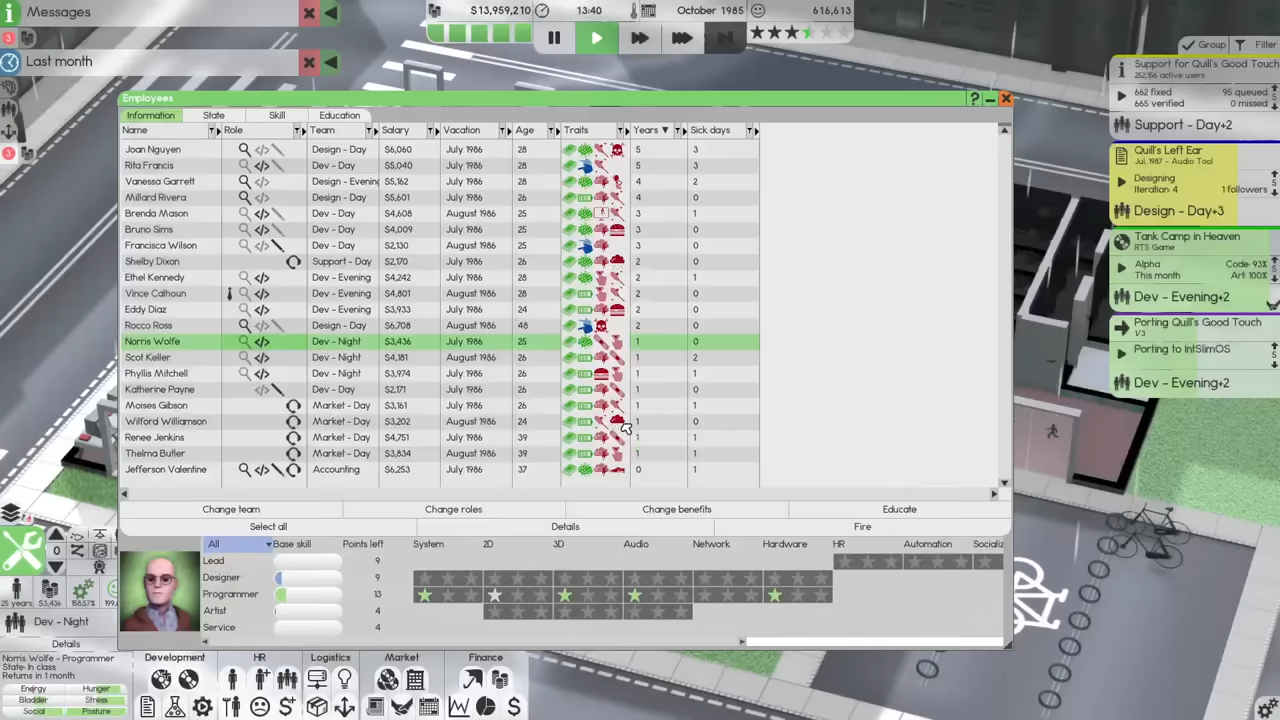 Messages
Last month
$13,959,210 13:40 October 1985 616,613
Group Filter
Support for Quill's Good Touch
252,156 active users
662 fixed 95 queued
665 verified 0 missed
Support - Day+2
Quill's Left Ear
Jul. 1987 - Audio Tool
Designing
Iteration 4 1 followers
Design - Day+3
Tank Camp in Heaven
RTS Game
Alpha Code: 93%
This month Art: 100%
Dev - Evening+2
Porting Quill's Good Touch
1/3
Porting to IntSlimOS
Dev - Evening+2
Employees
Information State Skill Education
Name Role Team Salary Vacation Age Traits Years Sick days
Joan Nguyen Design - Day $6,060 July 1986 28 5 3
Rita Francis Dev - Day $5,040 July 1986 28 5 3
Vanessa Garrett Design - Evening $5,162 July 1986 28 4 2
Millard Rivera Design - Day $5,601 July 1986 26 4 0
Brenda Mason Dev - Day $4,608 August 1986 25 3 1
Bruno Sims Dev - Day $4,009 July 1986 25 3 0
Francisca Wilson Dev - Day $2,130 August 1986 25 3 0
Shelby Dixon Support - Day $2,170 July 1986 26 2 0
Ethel Kennedy Dev - Evening $4,242 July 1986 28 2 1
Vince Calhoun Dev - Evening $4,801 August 1986 28 2 0
Eddy Diaz Dev - Evening $3,933 July 1986 24 2 0
Rocco Ross Design - Day $6,708 August 1986 48 2 0
Norris Wolfe Dev - Night $3,436 July 1986 25 1 0
Scot Keller Dev - Night $4,181 August 1986 26 1 2
Phyllis Mitchell Dev - Night $3,974 August 1986 26 1 1
Katherine Payne Dev - Day $2,171 July 1986 26 1 0
Moises Gibson Market - Day $3,161 July 1986 26 1 1
Wilford Williamson Market - Day $3,202 August 1986 24 1 0
Renee Jenkins Market - Day $4,751 July 1986 39 1 1
Thelma Butler Market - Day $3,834 August 1986 39 1 1
Jefferson Valentine Accounting $6,253 July 1986 37 0 1
Change team Change roles Change benefits Educate
Select all Details Fire
All Base skill Points left System 2D 3D Audio Network Hardware HR Automation Socializ
Lead 9
Designer 9
Programmer 13
Artist 4
Service 4
0
25 years $3,436 158.57%
Dev - Night
Details
Norris Wolfe - Programmer
State: In class
Returns in 1 month
Energy Hunger
Bladder Stress
Social Posture
Development HR Logistics Market Finance